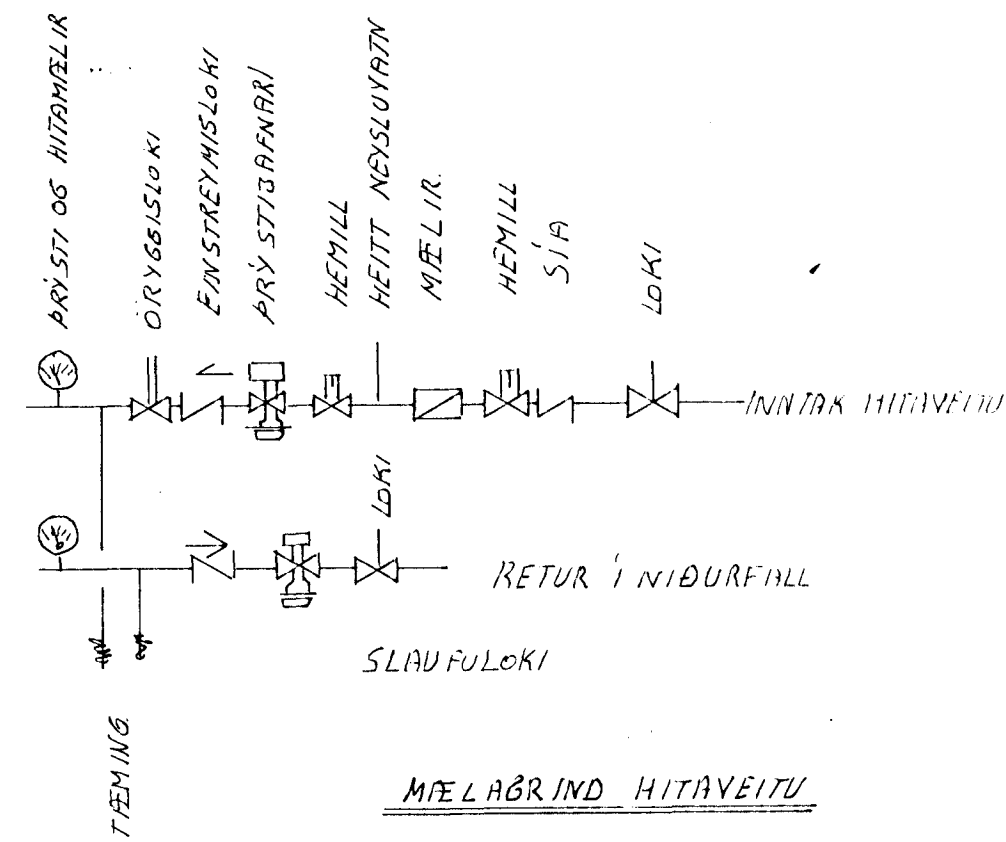 ÞRÝSTI OG HITAMÆLIR
ÖRYGGISLOKI
EINSTREYMISLOKI
ÞRÝSTIJAFNARI
HEMILL
HEITT NEYSLUVATN
MÆLIR.
HEMILL
SÍA
LOKI
INNTAK HITAVEITU
LOKI
RETUR Í NIÐURFALL
SLAUFULOKI
TÆMING.
MÆLAGRIND HITAVEITU